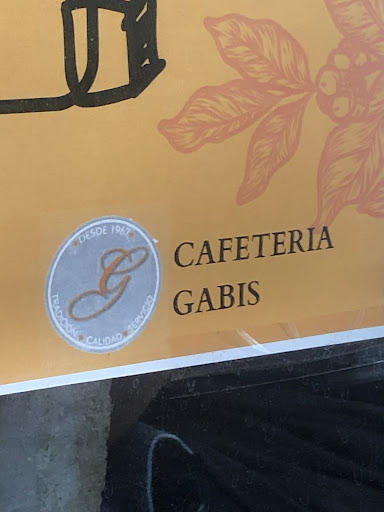 DESDE 1967
G
TRADICIÓN • CALIDAD • SERVICIO
CAFETERIA
GABIS